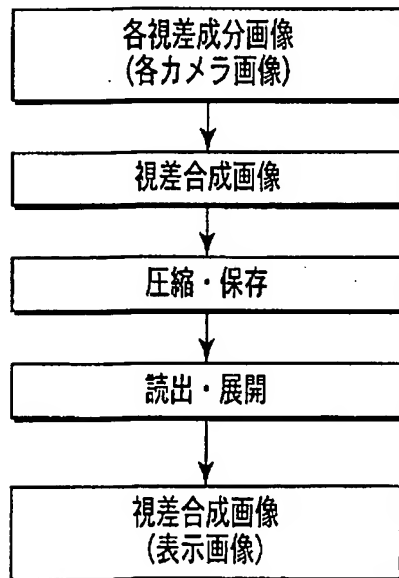 各視差成分画像
(各カメラ画像)
視差合成画像
圧縮・保存
読出・展開
視差合成画像
(表示画像)